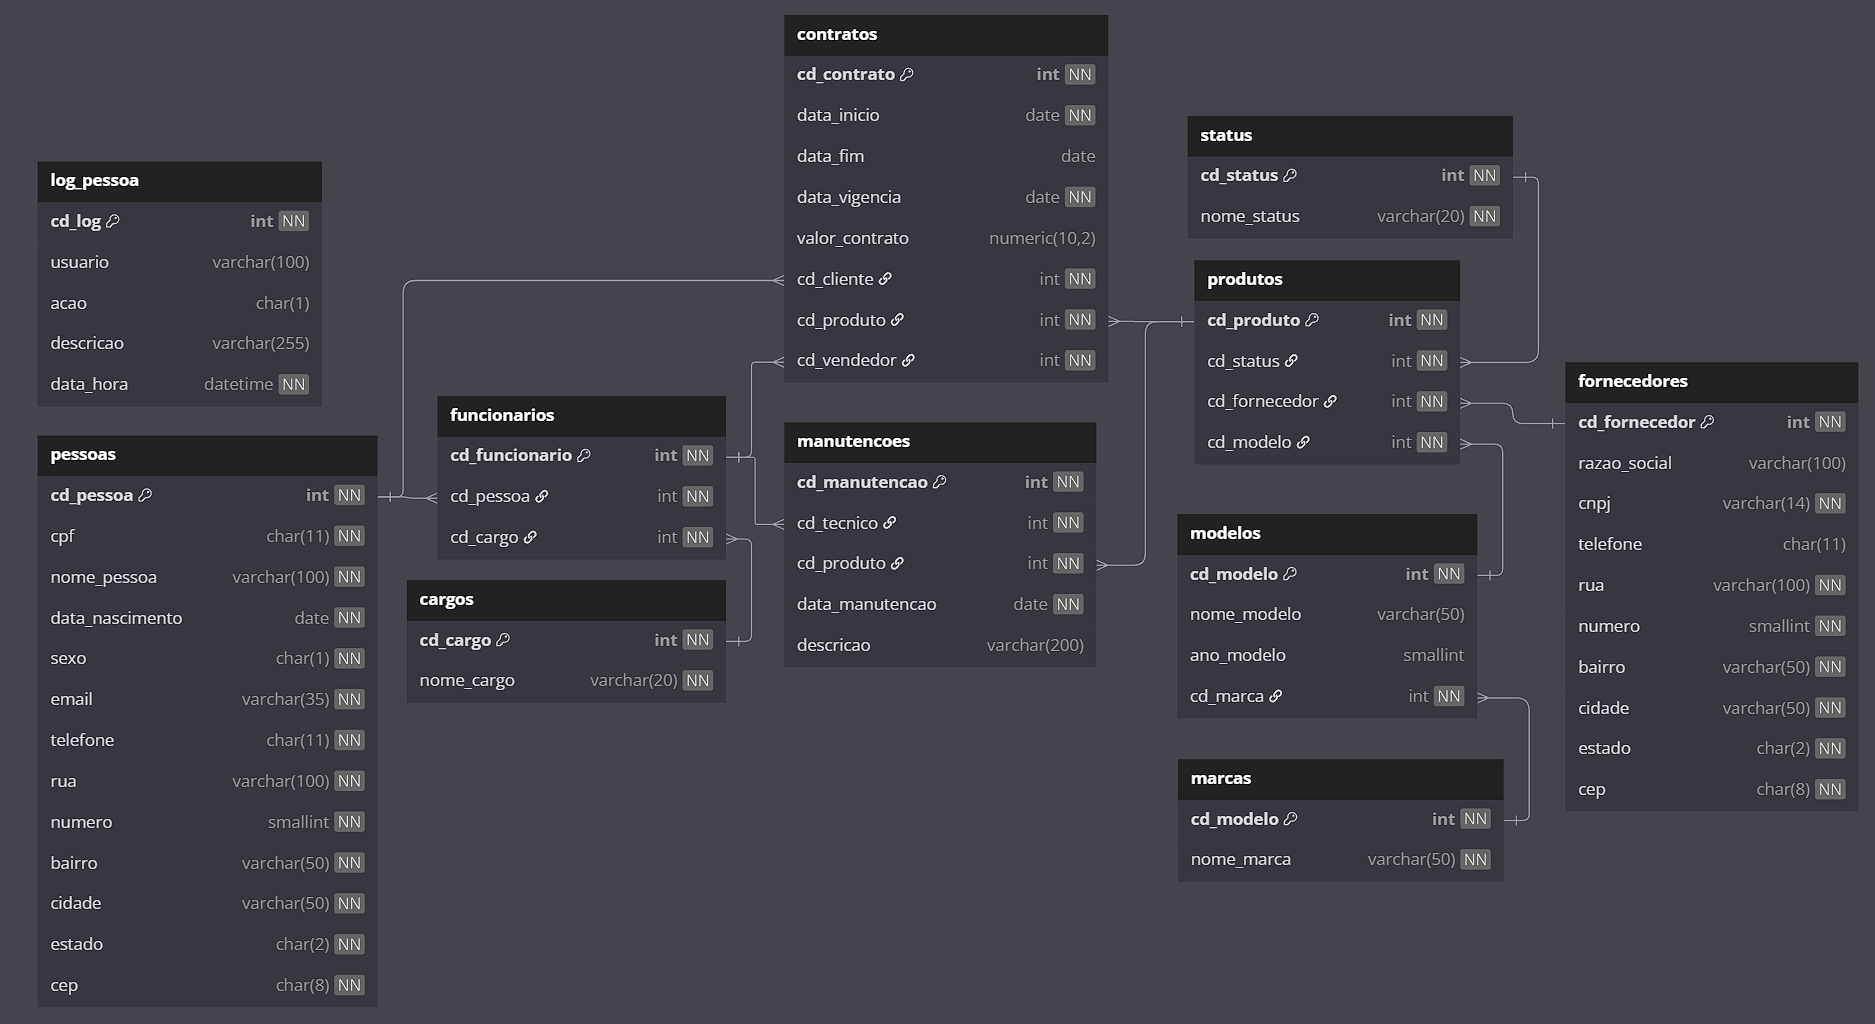 contratos
cd_contrato int NN
data_inicio date NN
data_fim date
data_vigencia date NN
valor_contrato numeric(10,2)
cd_cliente int NN
cd_produto int NN
cd_vendedor int NN
status
cd_status int NN
nome_status varchar(20) NN
log_pessoa
cd_log int NN
usuario varchar(100)
acao char(1)
descricao varchar(255)
data_hora datetime NN
produtos
cd_produto int NN
cd_status int NN
cd_fornecedor int NN
cd_modelo int NN
fornecedores
cd_fornecedor int NN
razao_social varchar(100)
cnpj varchar(14) NN
telefone char(11)
rua varchar(100) NN
numero smallint NN
bairro varchar(50) NN
cidade varchar(50) NN
estado char(2) NN
cep char(8) NN
funcionarios
cd_funcionario int NN
cd_pessoa int NN
cd_cargo int NN
manutencoes
cd_manutencao int NN
cd_tecnico int NN
cd_produto int NN
data_manutencao date NN
descricao varchar(200)
pessoas
cd_pessoa int NN
cpf char(11) NN
nome_pessoa varchar(100) NN
data_nascimento date NN
sexo char(1) NN
email varchar(35) NN
telefone char(11) NN
rua varchar(100) NN
numero smallint NN
bairro varchar(50) NN
cidade varchar(50) NN
estado char(2) NN
cep char(8) NN
cargos
cd_cargo int NN
nome_cargo varchar(20) NN
modelos
cd_modelo int NN
nome_modelo varchar(50)
ano_modelo smallint
cd_marca int NN
marcas
cd_modelo int NN
nome_marca varchar(50) NN